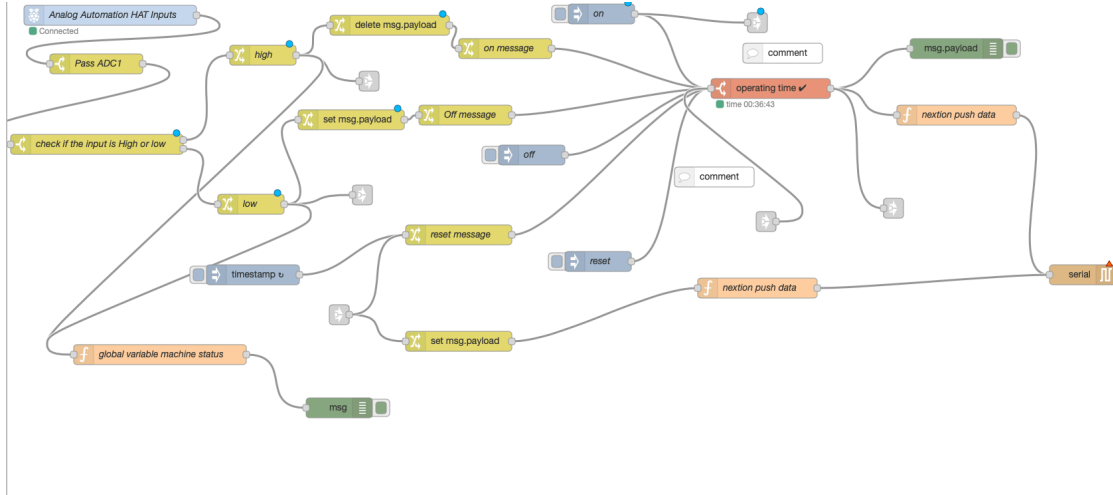 Analog Automation HAT Inputs
Connected
Pass ADC1
check if the input is High or low
high
low
delete msg.payload
on message
set msg.payload
Off message
on
off
comment
operating time ✔
time 00:36:43
msg.payload
nextion push data
comment
reset message
timestamp ↻
reset
nextion push data
serial
set msg.payload
global variable machine status
msg